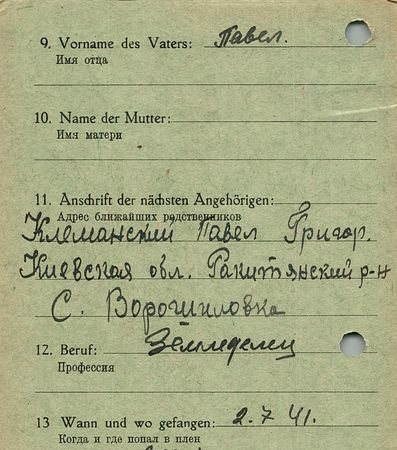 9. Vorname des Vaters: Павел.
Имя отца
10. Name der Mutter:
Имя матери
11. Anschrift der nächsten Angehörigen:
Адрес ближайших родственников
Клеманский Павел Григор.
Киевская обл. Ракитянский р-н
С. Ворошиловка
12. Beruf: Земледелец
Профессия
13 Wann und wo gefangen: 2.7 41.
Когда и где попал в плен